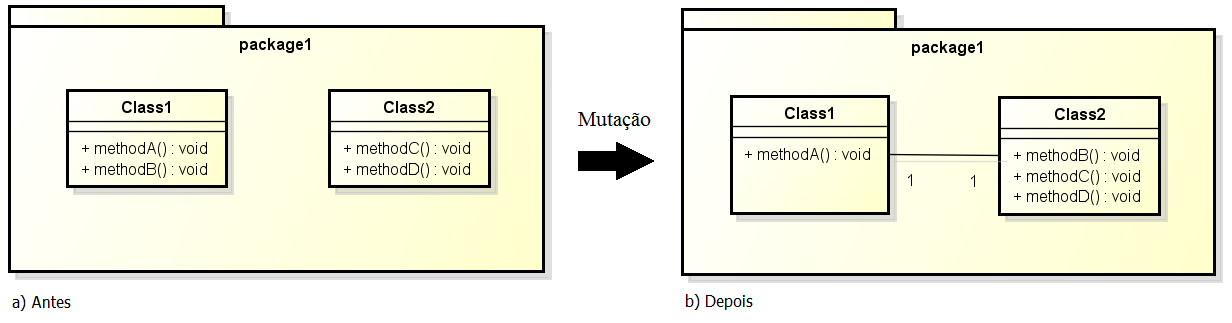 package1
Class1
+ methodA() : void
+ methodB() : void
Class2
+ methodC() : void
+ methodD() : void
a) Antes
Mutação
package1
Class1
+ methodA() : void
1
1
Class2
+ methodB() : void
+ methodC() : void
+ methodD() : void
b) Depois